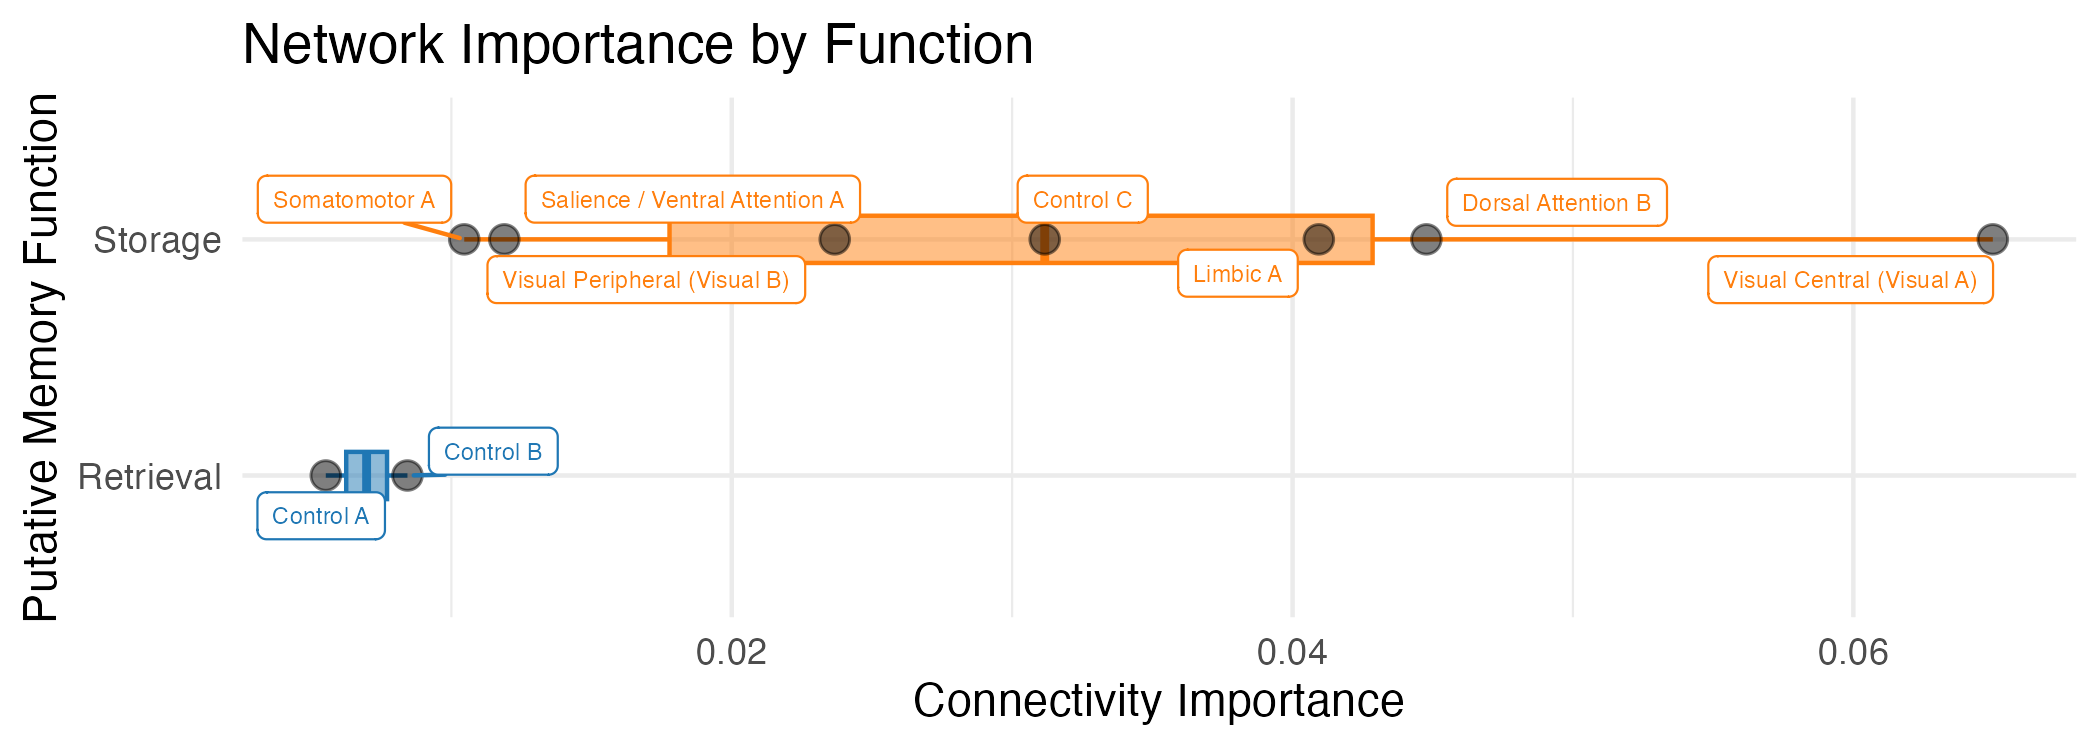 Network Importance by Function
Putative Memory Function
Storage
Somatomotor A
Salience / Ventral Attention A
Control C
Dorsal Attention B
Visual Peripheral (Visual B)
Limbic A
Visual Central (Visual A)
Retrieval
Control B
Control A
0.02
0.04
0.06
Connectivity Importance